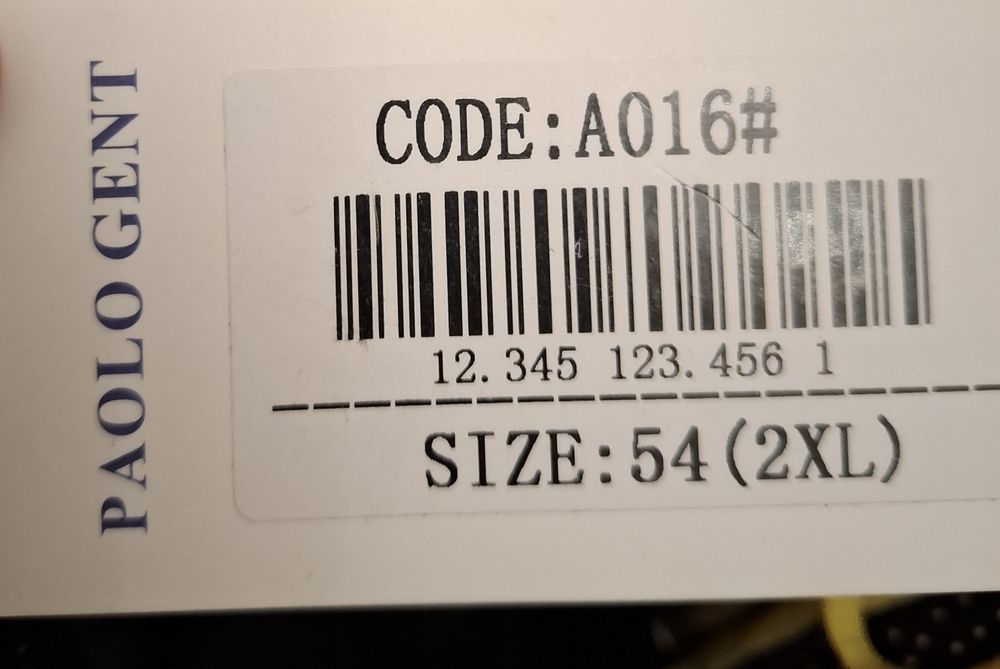 PAOLO GENT
CODE:A016#
12. 345 123. 456 1
SIZE:54(2XL)